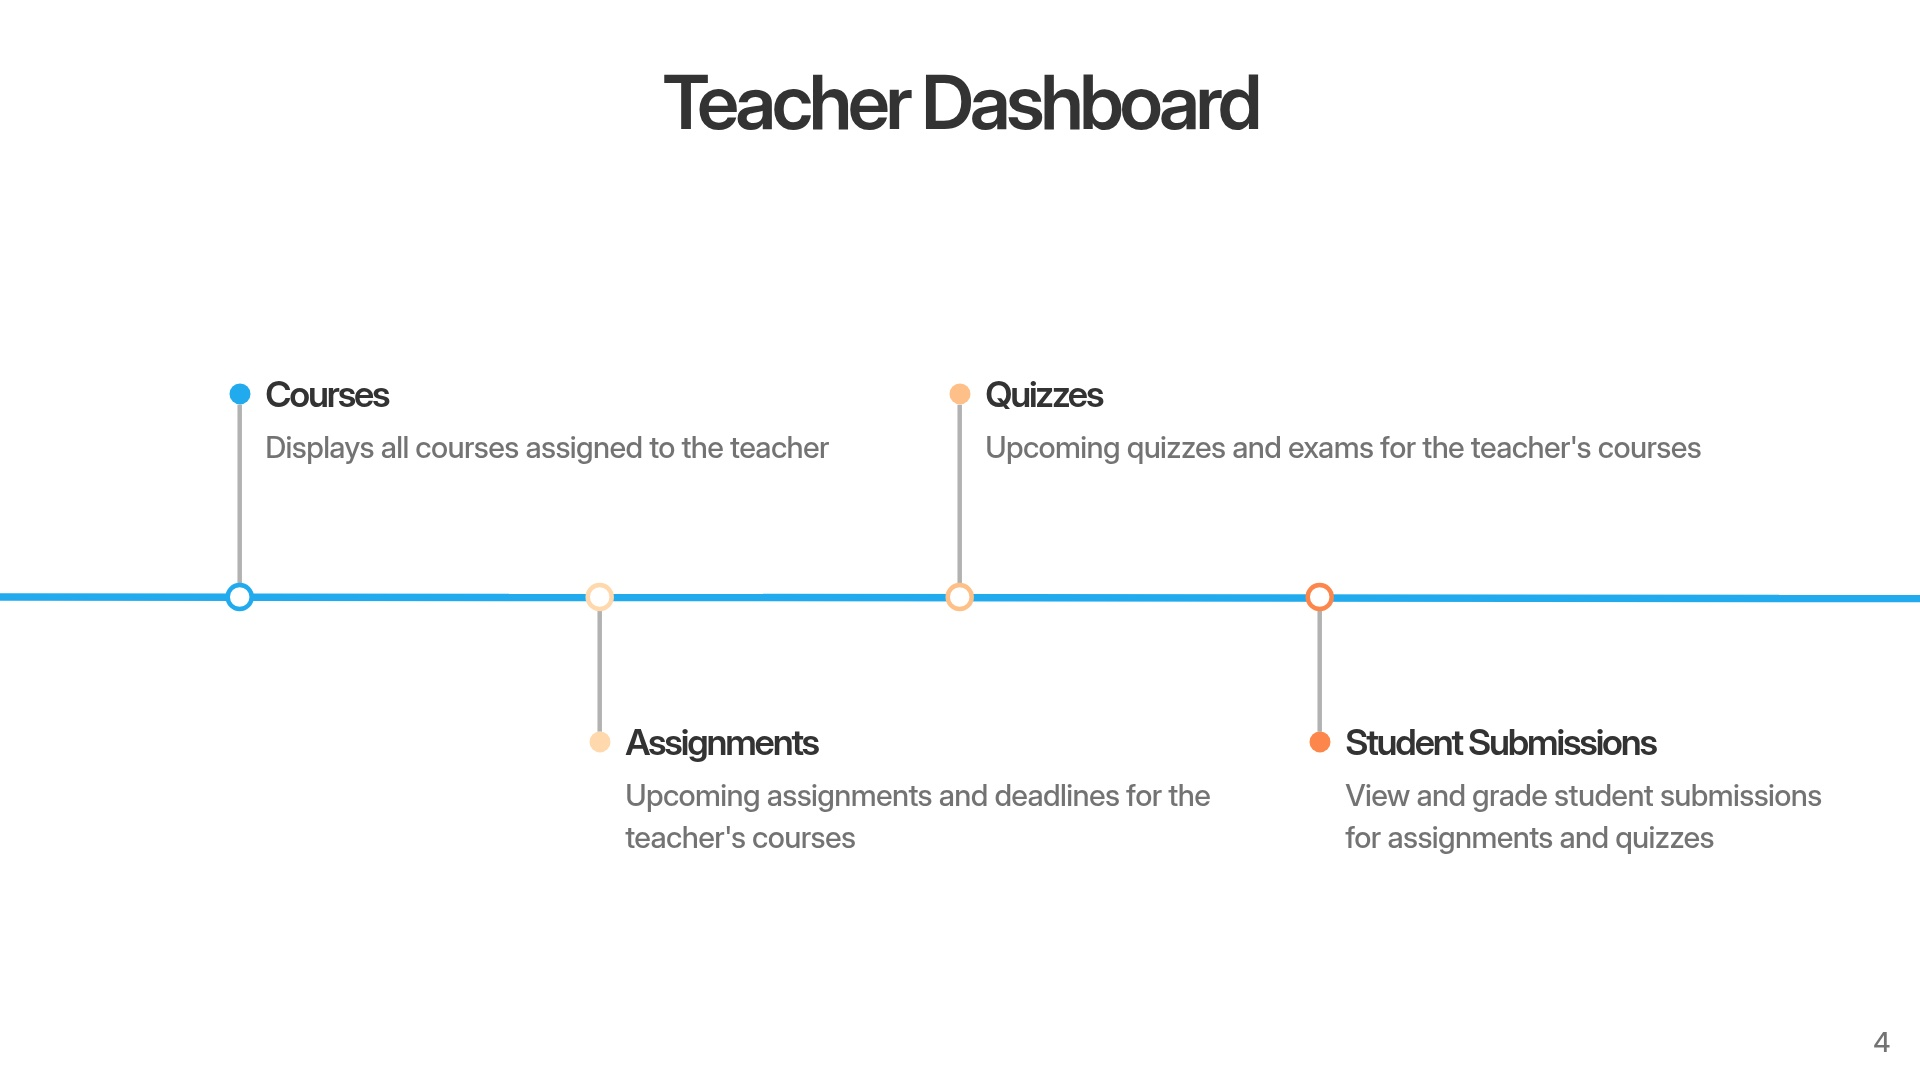 Teacher Dashboard
Courses
Displays all courses assigned to the teacher
Quizzes
Upcoming quizzes and exams for the teacher's courses
Assignments
Upcoming assignments and deadlines for the
teacher's courses
Student Submissions
View and grade student submissions
for assignments and quizzes
4